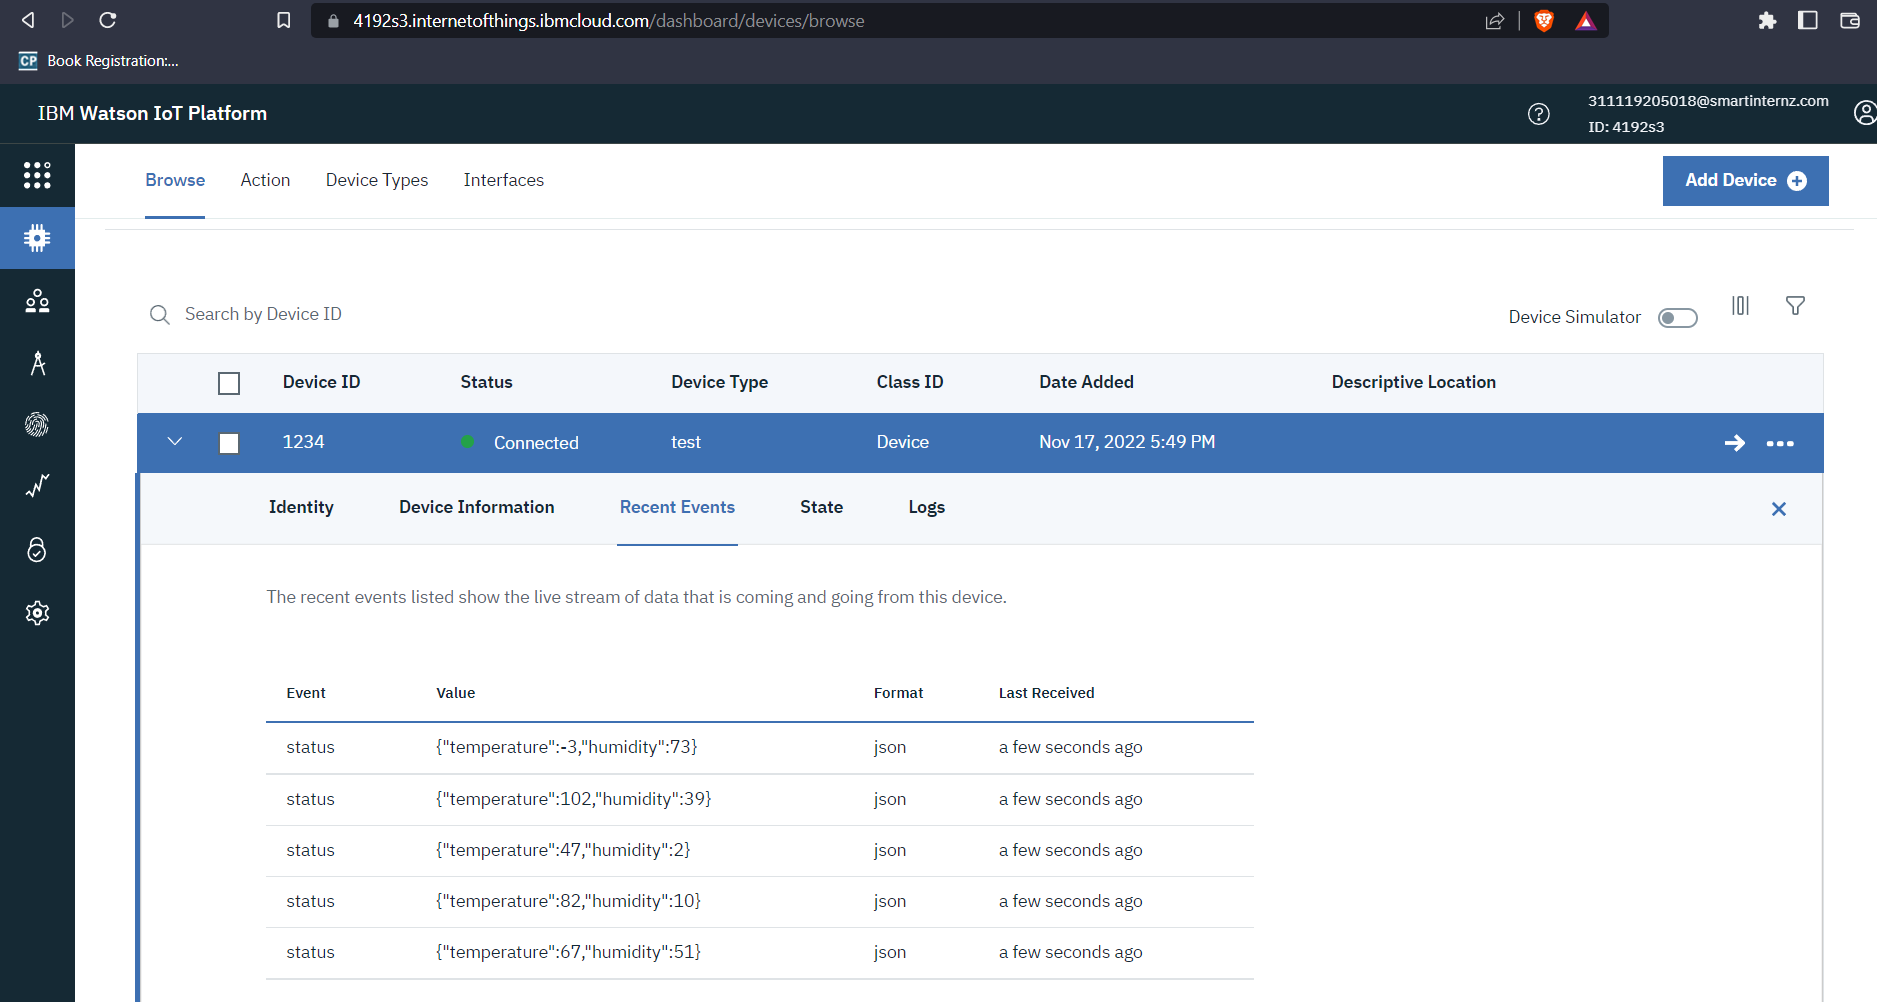 4192s3.internetofthings.ibmcloud.com/dashboard/devices/browse
CP Book Registration:...
IBM Watson IoT Platform
311119205018@smartinternz.com
ID: 4192s3
Browse Action Device Types Interfaces Add Device
Search by Device ID Device Simulator
Device ID Status Device Type Class ID Date Added Descriptive Location
1234 Connected test Device Nov 17, 2022 5:49 PM
Identity Device Information Recent Events State Logs
The recent events listed show the live stream of data that is coming and going from this device.
Event Value Format Last Received
status {"temperature":-3,"humidity":73} json a few seconds ago
status {"temperature":102,"humidity":39} json a few seconds ago
status {"temperature":47,"humidity":2} json a few seconds ago
status {"temperature":82,"humidity":10} json a few seconds ago
status {"temperature":67,"humidity":51} json a few seconds ago